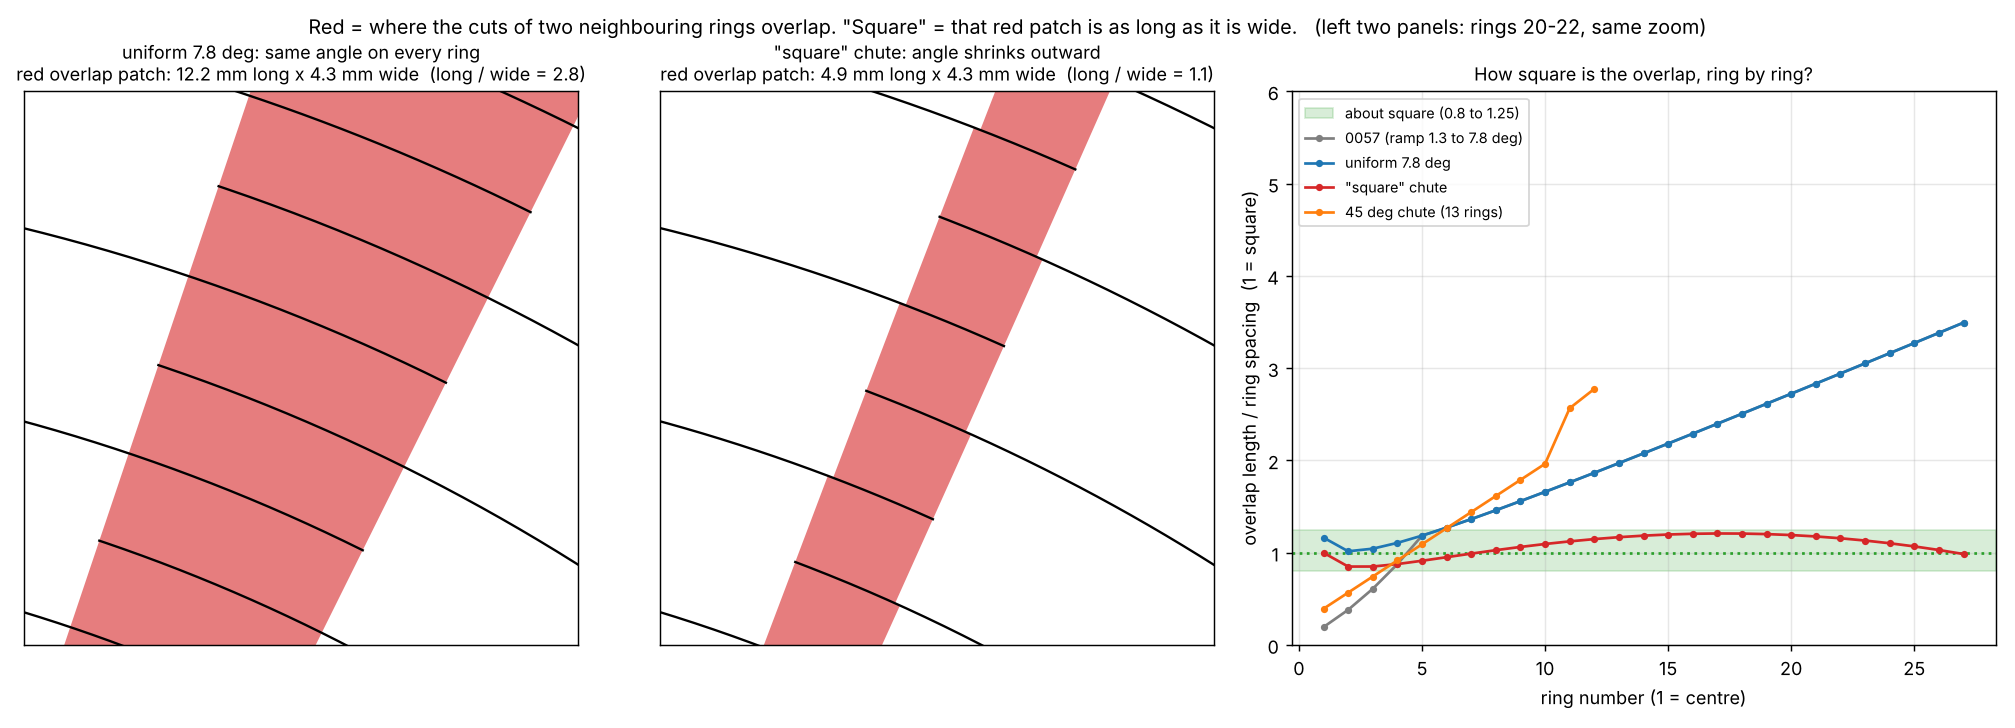 Red = where the cuts of two neighbouring rings overlap. "Square" = that red patch is as long as it is wide.   (left two panels: rings 20-22, same zoom)
uniform 7.8 deg: same angle on every ring
red overlap patch: 12.2 mm long x 4.3 mm wide  (long / wide = 2.8)
"square" chute: angle shrinks outward
red overlap patch: 4.9 mm long x 4.3 mm wide  (long / wide = 1.1)
How square is the overlap, ring by ring?
about square (0.8 to 1.25)
0057 (ramp 1.3 to 7.8 deg)
uniform 7.8 deg
"square" chute
45 deg chute (13 rings)
overlap length / ring spacing  (1 = square)
6
5
4
3
2
1
0
0 5 10 15 20 25
ring number (1 = centre)